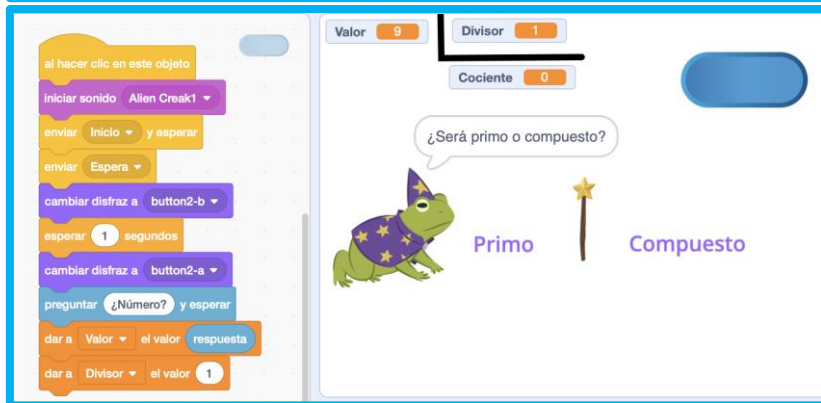 al hacer clic en este objeto
iniciar sonido Alien Creak1
enviar Inicio y esperar
enviar Espera
cambiar disfraz a button2-b
esperar 1 segundos
cambiar disfraz a button2-a
preguntar ¿Número? y esperar
dar a Valor el valor respuesta
dar a Divisor el valor 1
Valor 9
Divisor 1
Cociente 0
¿Será primo o compuesto?
Primo
Compuesto